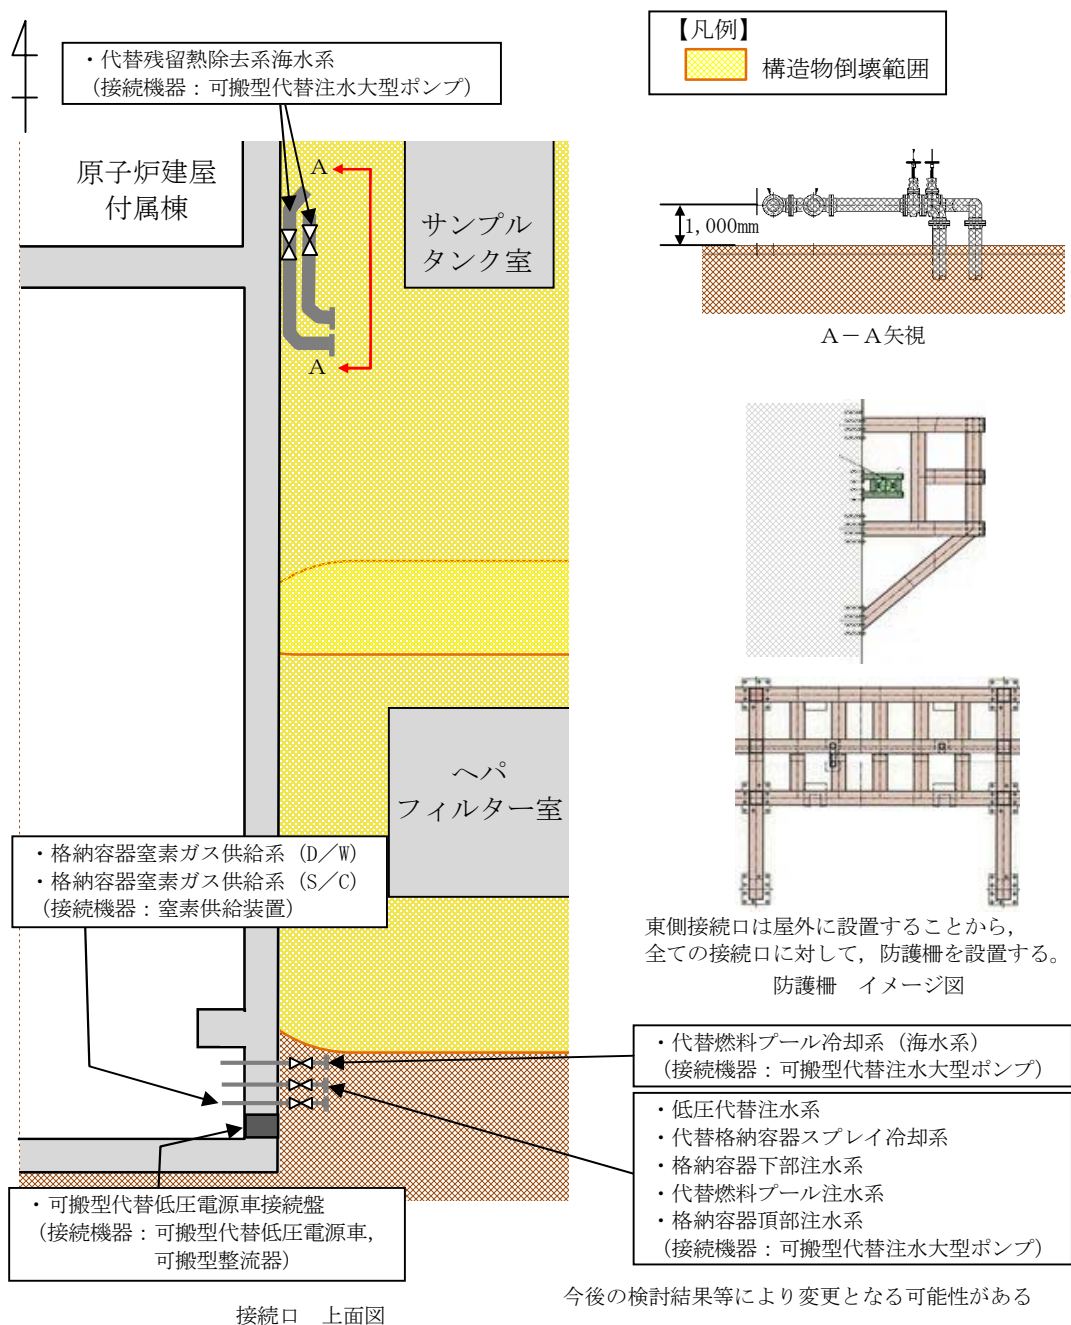 ・代替残留熱除去系海水系
（接続機器：可搬型代替注水大型ポンプ）
【凡例】
構造物倒壊範囲
原子炉建屋
付属棟
A
サンプル
タンク室
A
1,000mm
A－A矢視
ヘパ
フィルター室
・格納容器窒素ガス供給系（D／W）
・格納容器窒素ガス供給系（S／C）
（接続機器：窒素供給装置）
東側接続口は屋外に設置することから，
全ての接続口に対して，防護柵を設置する。
防護柵　イメージ図
・代替燃料プール冷却系（海水系）
（接続機器：可搬型代替注水大型ポンプ）
・低圧代替注水系
・代替格納容器スプレイ冷却系
・格納容器下部注水系
・代替燃料プール注水系
・格納容器頂部注水系
（接続機器：可搬型代替注水大型ポンプ）
・可搬型代替低圧電源車接続盤
（接続機器：可搬型代替低圧電源車，
可搬型整流器）
接続口　上面図
今後の検討結果等により変更となる可能性がある